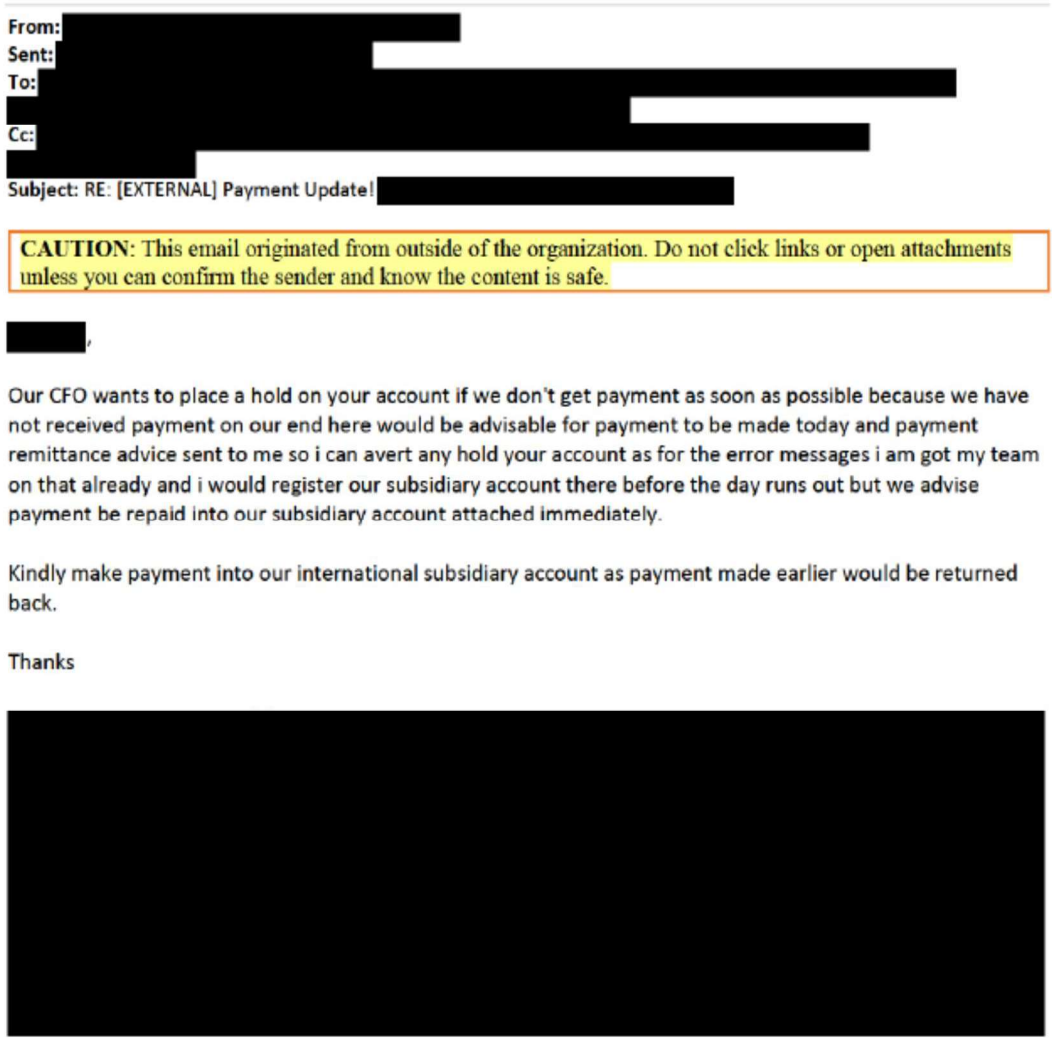 From:
Sent:
To:
Cc:
Subject: RE: [EXTERNAL] Payment Update!
CAUTION: This email originated from outside of the organization. Do not click links or open attachments
unless you can confirm the sender and know the content is safe.
,
Our CFO wants to place a hold on your account if we don't get payment as soon as possible because we have
not received payment on our end here would be advisable for payment to be made today and payment
remittance advice sent to me so i can avert any hold your account as for the error messages i am got my team
on that already and i would register our subsidiary account there before the day runs out but we advise
payment be repaid into our subsidiary account attached immediately.
Kindly make payment into our international subsidiary account as payment made earlier would be returned
back.
Thanks